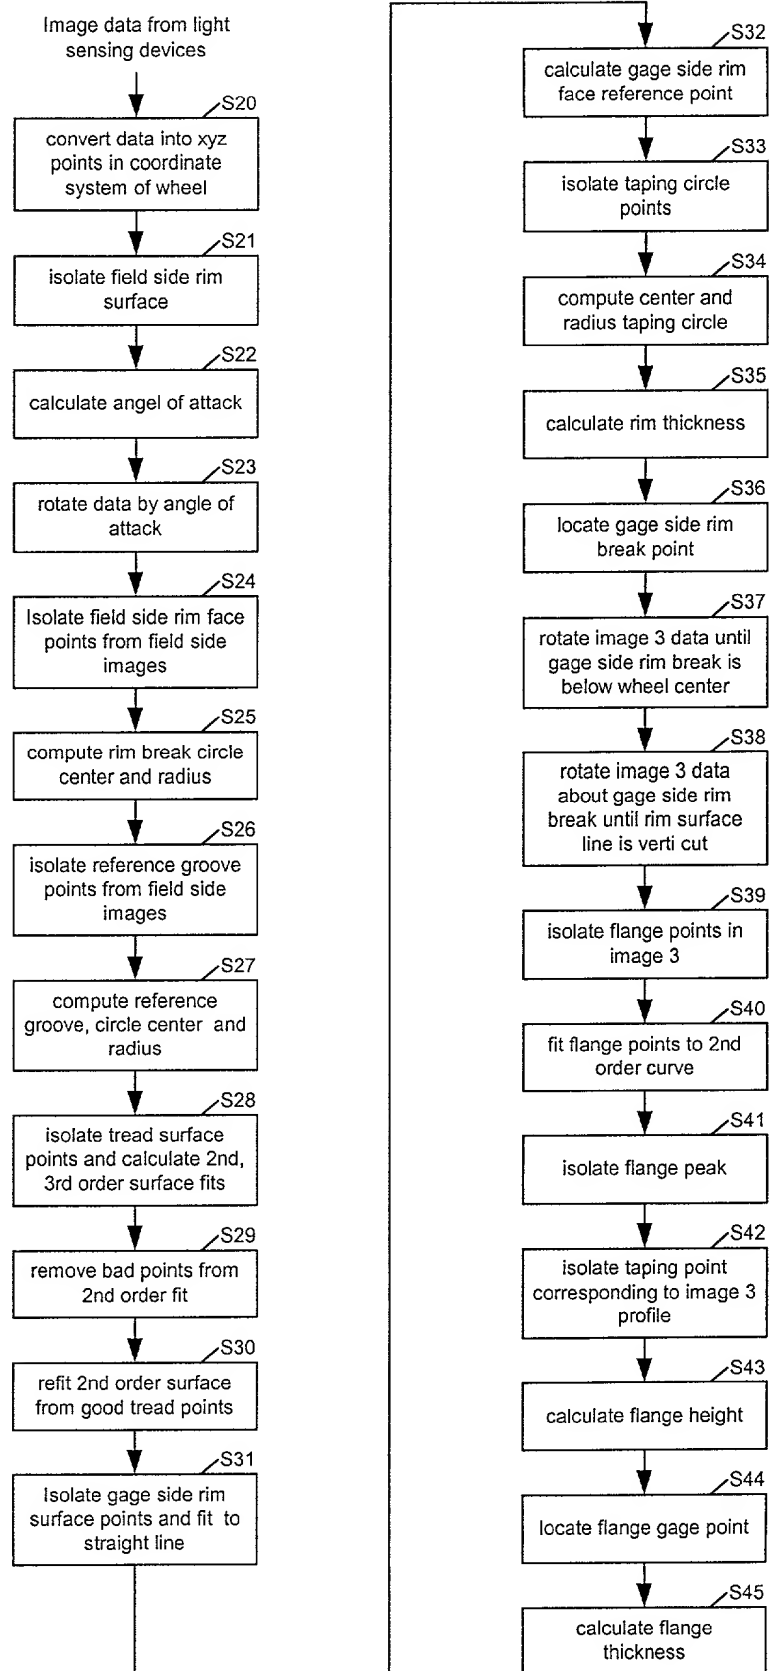 Image data from light
sensing devices
S20
convert data into xyz
points in coordinate
system of wheel
S21
isolate field side rim
surface
S22
calculate angel of attack
S23
rotate data by angle of
attack
S24
Isolate field side rim face
points from field side
images
S25
compute rim break circle
center and radius
S26
isolate reference groove
points from field side
images
S27
compute reference
groove, circle center and
radius
S28
isolate tread surface
points and calculate 2nd,
3rd order surface fits
S29
remove bad points from
2nd order fit
S30
refit 2nd order surface
from good tread points
S31
Isolate gage side rim
surface points and fit to
straight line
S32
calculate gage side rim
face reference point
S33
isolate taping circle
points
S34
compute center and
radius taping circle
S35
calculate rim thickness
S36
locate gage side rim
break point
S37
rotate image 3 data until
gage side rim break is
below wheel center
S38
rotate image 3 data
about gage side rim
break until rim surface
line is verti cut
S39
isolate flange points in
image 3
S40
fit flange points to 2nd
order curve
S41
isolate flange peak
S42
isolate taping point
corresponding to image 3
profile
S43
calculate flange height
S44
locate flange gage point
S45
calculate flange
thickness